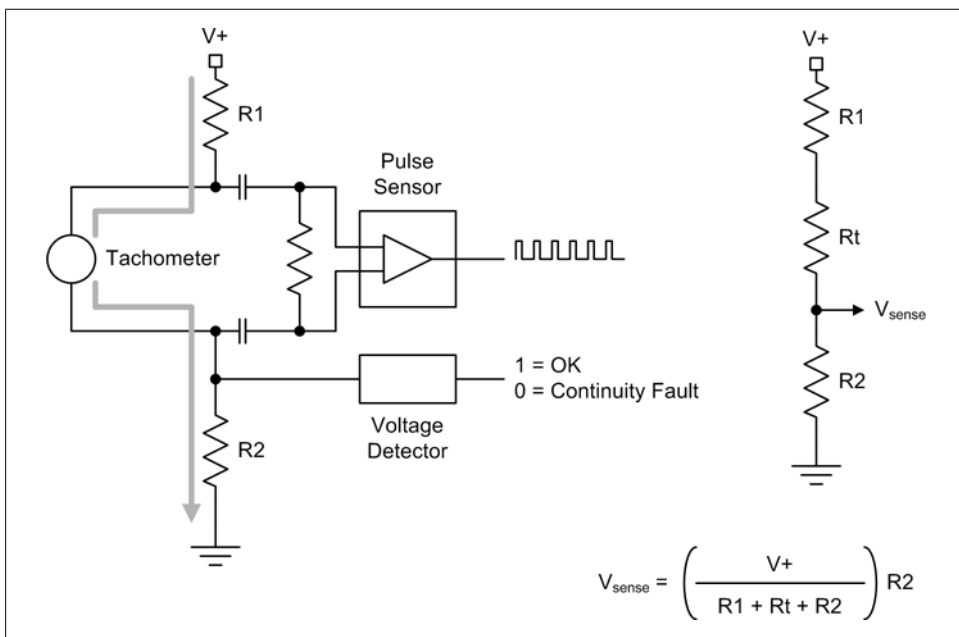 V+
R1
Pulse
Sensor
Tachometer
1 = OK
0 = Continuity Fault
Voltage
Detector
R2
V+
R1
Rt
Vsense
R2
Vsense = ( V+ / R1 + Rt + R2 ) R2